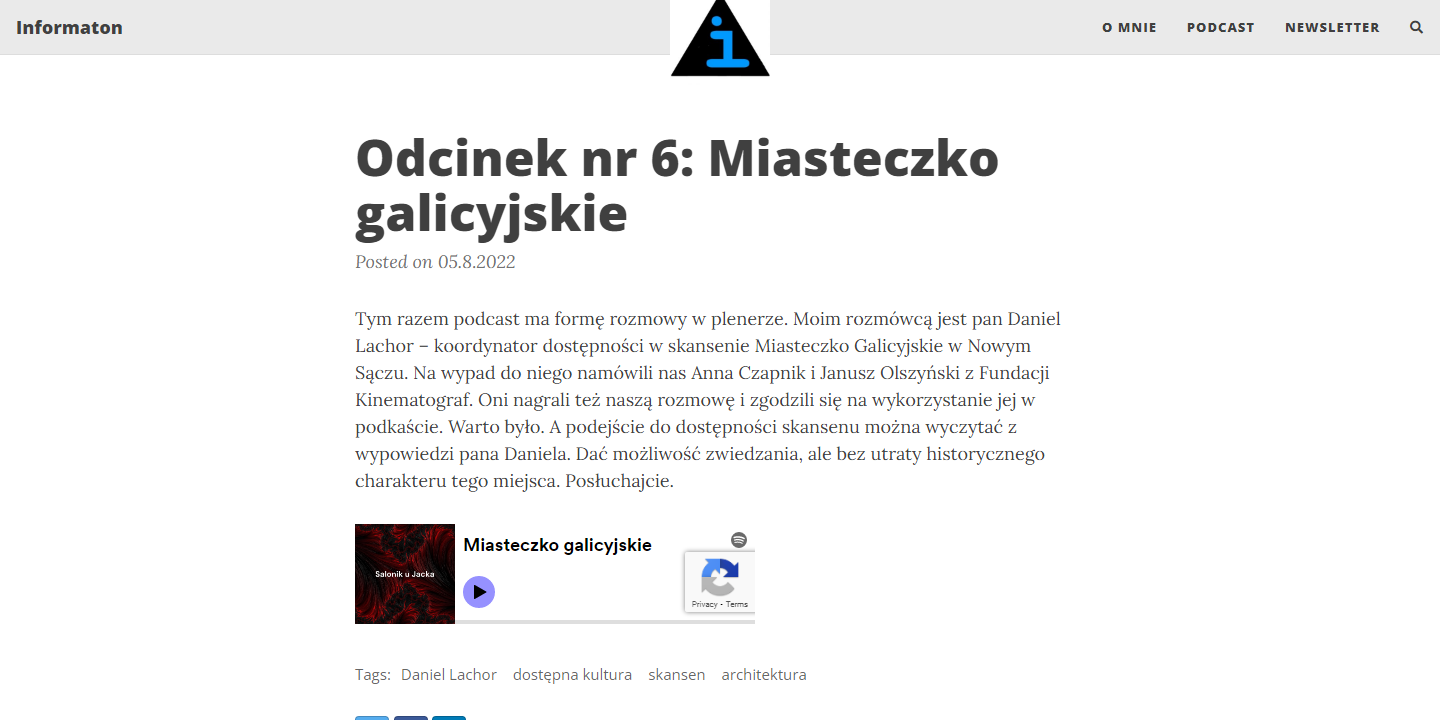 Informaton
i
O MNIE
PODCAST
NEWSLETTER
Odcinek nr 6: Miasteczko
galicyjskie
Posted on 05.8.2022
Tym razem podcast ma formę rozmowy w plenerze. Moim rozmówcą jest pan Daniel
Lachor – koordynator dostępności w skansenie Miasteczko Galicyjskie w Nowym
Sączu. Na wypad do niego namówili nas Anna Czapnik i Janusz Olszyński z Fundacji
Kinematograf. Oni nagrali też naszą rozmowę i zgodzili się na wykorzystanie jej w
podkaście. Warto było. A podejście do dostępności skansenu można wyczytać z
wypowiedzi pana Daniela. Dać możliwość zwiedzania, ale bez utraty historycznego
charakteru tego miejsca. Posłuchajcie.
Salonik u Jacka
Miasteczko galicyjskie
Privacy - Terms
Tags: Daniel Lachor dostępna kultura skansen architektura